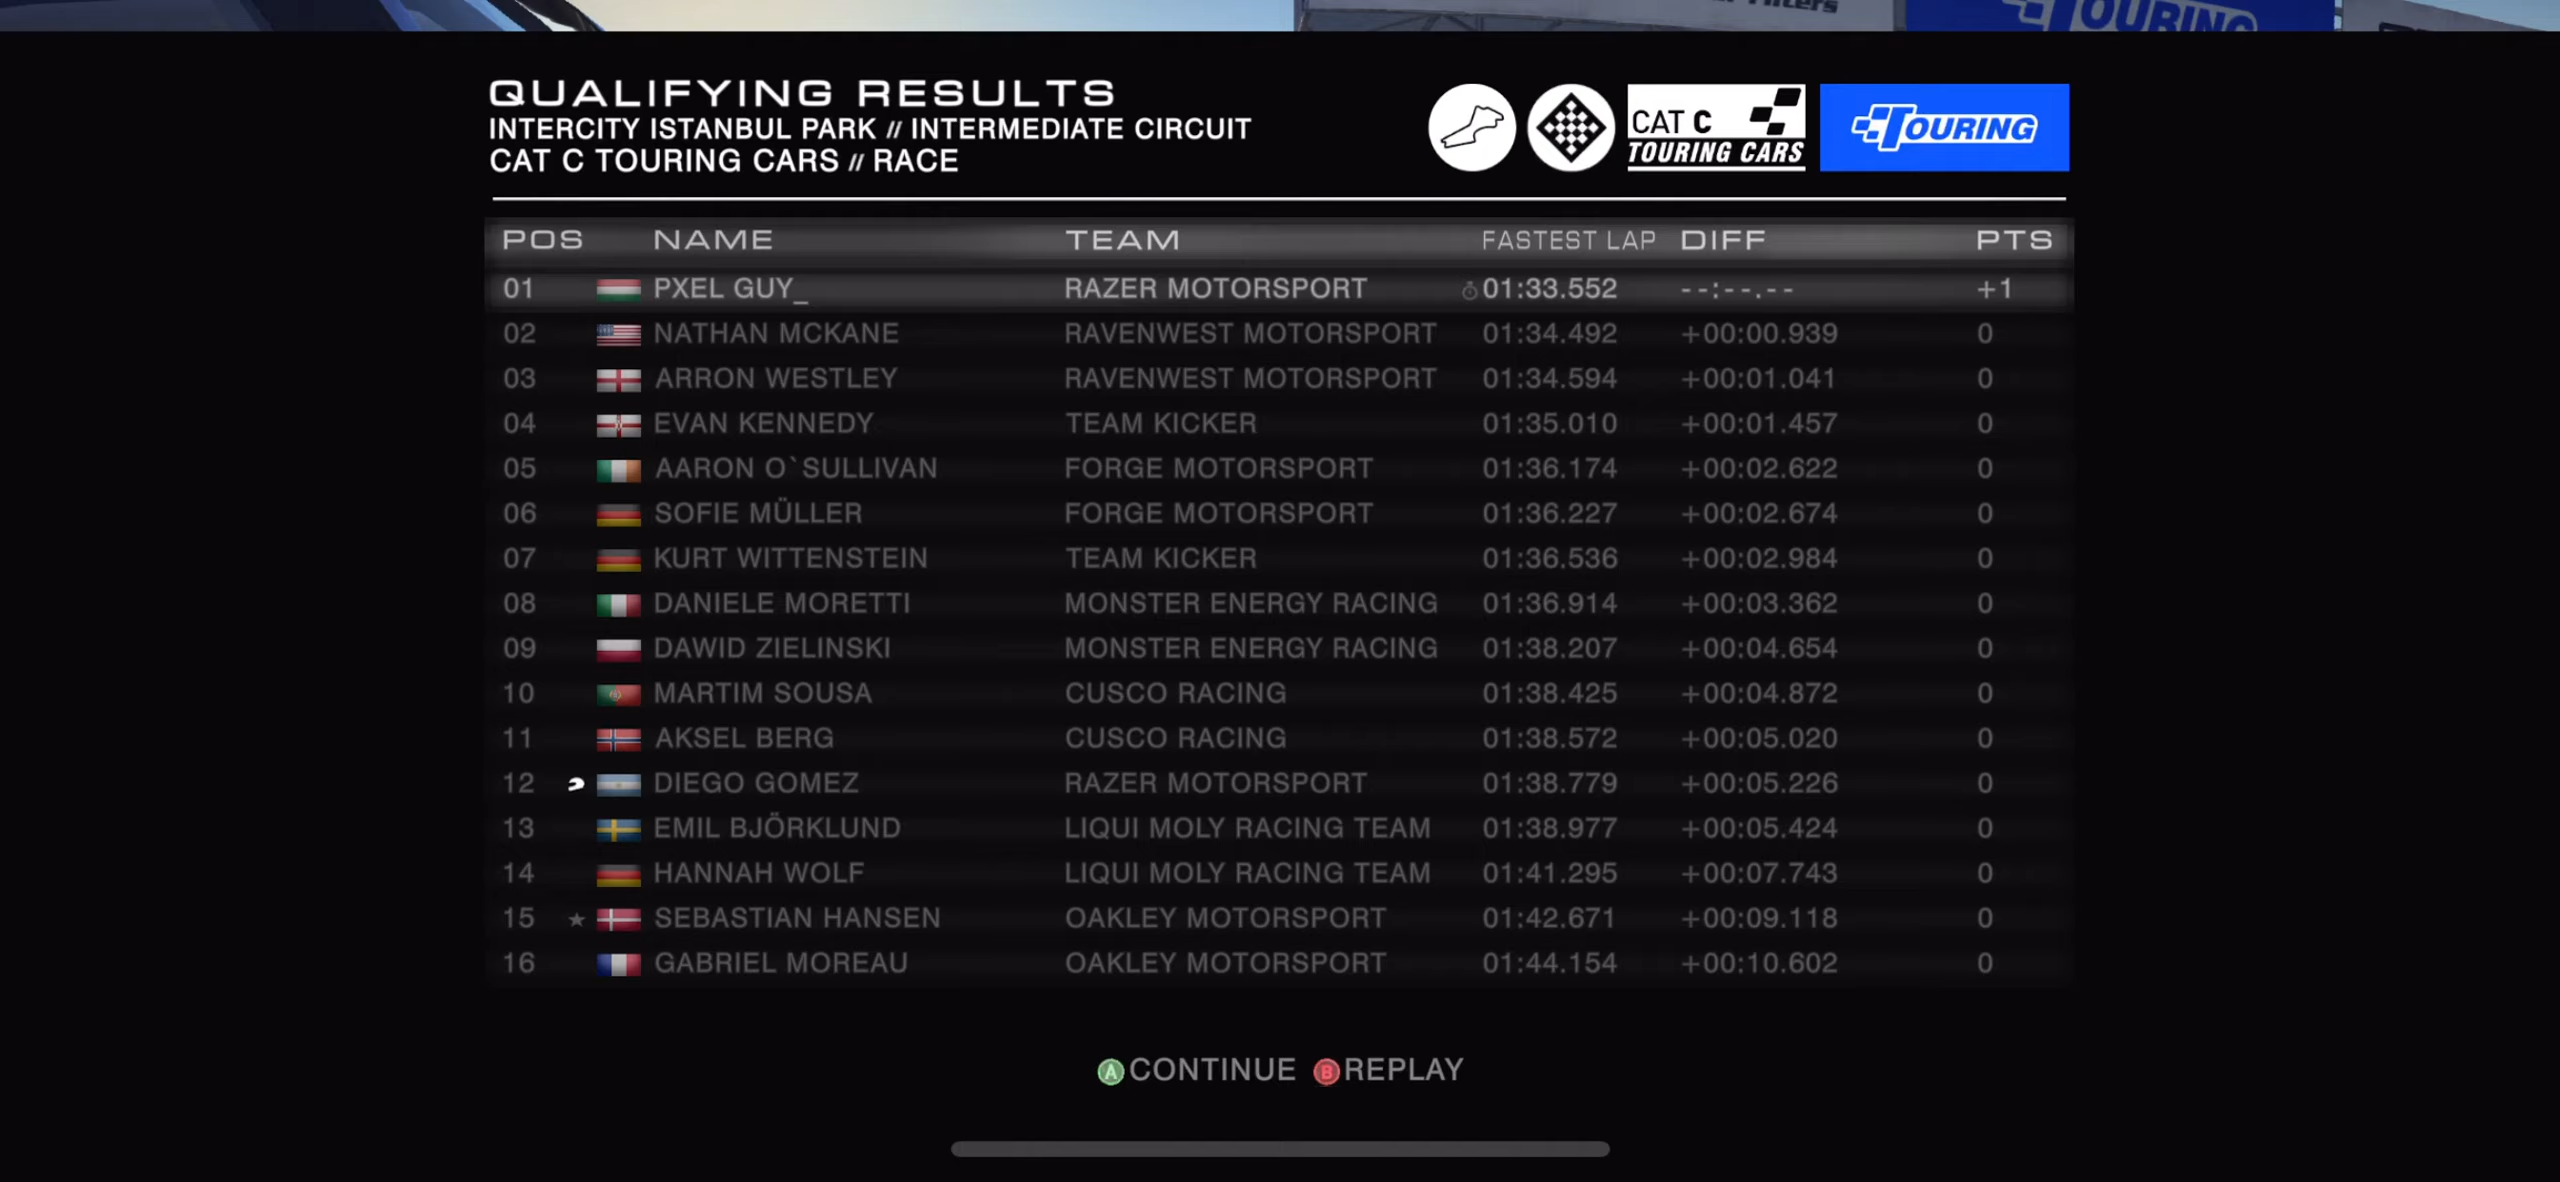 TOURING
QUALIFYING RESULTS
INTERCITY ISTANBUL PARK // INTERMEDIATE CIRCUIT
CAT C TOURING CARS // RACE
CAT C
TOURING CARS
TOURING
POS NAME TEAM FASTEST LAP DIFF PTS
01 PXEL GUY_ RAZER MOTORSPORT 01:33.552 --:--.-- +1
02 NATHAN MCKANE RAVENWEST MOTORSPORT 01:34.492 +00:00.939 0
03 ARRON WESTLEY RAVENWEST MOTORSPORT 01:34.594 +00:01.041 0
04 EVAN KENNEDY TEAM KICKER 01:35.010 +00:01.457 0
05 AARON O`SULLIVAN FORGE MOTORSPORT 01:36.174 +00:02.622 0
06 SOFIE MÜLLER FORGE MOTORSPORT 01:36.227 +00:02.674 0
07 KURT WITTENSTEIN TEAM KICKER 01:36.536 +00:02.984 0
08 DANIELE MORETTI MONSTER ENERGY RACING 01:36.914 +00:03.362 0
09 DAWID ZIELINSKI MONSTER ENERGY RACING 01:38.207 +00:04.654 0
10 MARTIM SOUSA CUSCO RACING 01:38.425 +00:04.872 0
11 AKSEL BERG CUSCO RACING 01:38.572 +00:05.020 0
12 DIEGO GOMEZ RAZER MOTORSPORT 01:38.779 +00:05.226 0
13 EMIL BJÖRKLUND LIQUI MOLY RACING TEAM 01:38.977 +00:05.424 0
14 HANNAH WOLF LIQUI MOLY RACING TEAM 01:41.295 +00:07.743 0
15 SEBASTIAN HANSEN OAKLEY MOTORSPORT 01:42.671 +00:09.118 0
16 GABRIEL MOREAU OAKLEY MOTORSPORT 01:44.154 +00:10.602 0
A CONTINUE B REPLAY